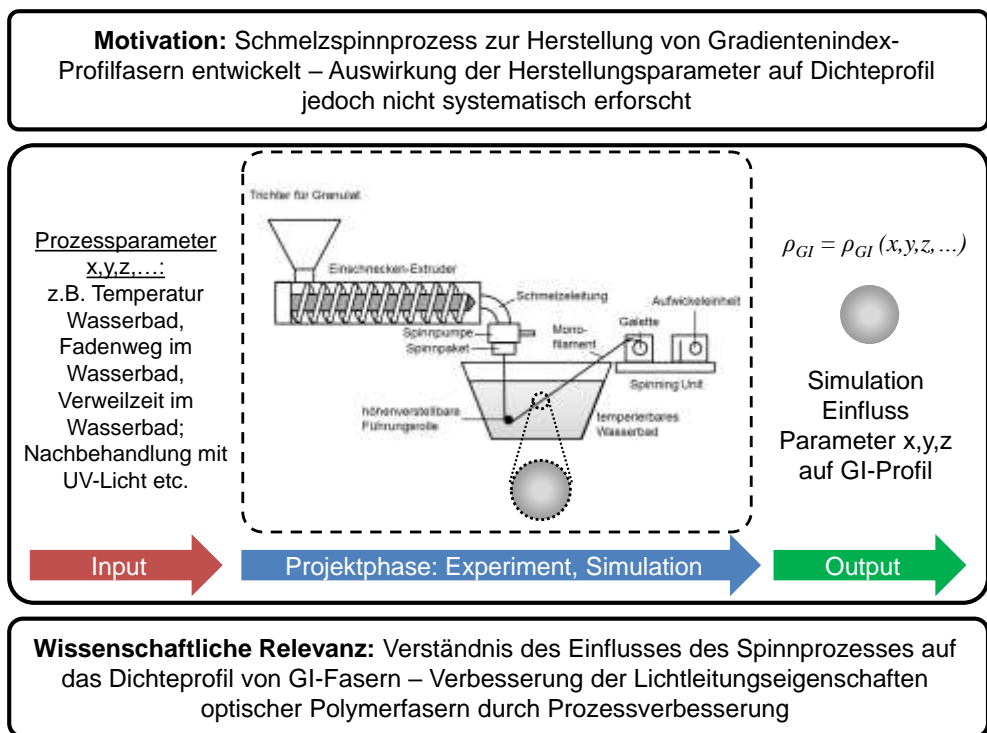 Motivation: Schmelzspinnprozess zur Herstellung von Gradientenindex-
Profilfasern entwickelt – Auswirkung der Herstellungsparameter auf Dichteprofil
jedoch nicht systematisch erforscht
Prozessparameter
x,y,z,…:
z.B. Temperatur
Wasserbad,
Fadenweg im
Wasserbad,
Verweilzeit im
Wasserbad;
Nachbehandlung mit
UV-Licht etc.
Trichter für Granulat
Einschnecken-Extruder
Schmelzeleitung
Spinnpumpe
Spinnpaket
Mono-
filament
Galette
Aufwickeleinheit
Spinning Unit
höhenverstellbare
Führungsrolle
temperierbares
Wasserbad
ρGI = ρGI (x,y,z,...)
Simulation
Einfluss
Parameter x,y,z
auf GI-Profil
Input
Projektphase: Experiment, Simulation
Output
Wissenschaftliche Relevanz: Verständnis des Einflusses des Spinnprozesses auf
das Dichteprofil von GI-Fasern – Verbesserung der Lichtleitungseigenschaften
optischer Polymerfasern durch Prozessverbesserung